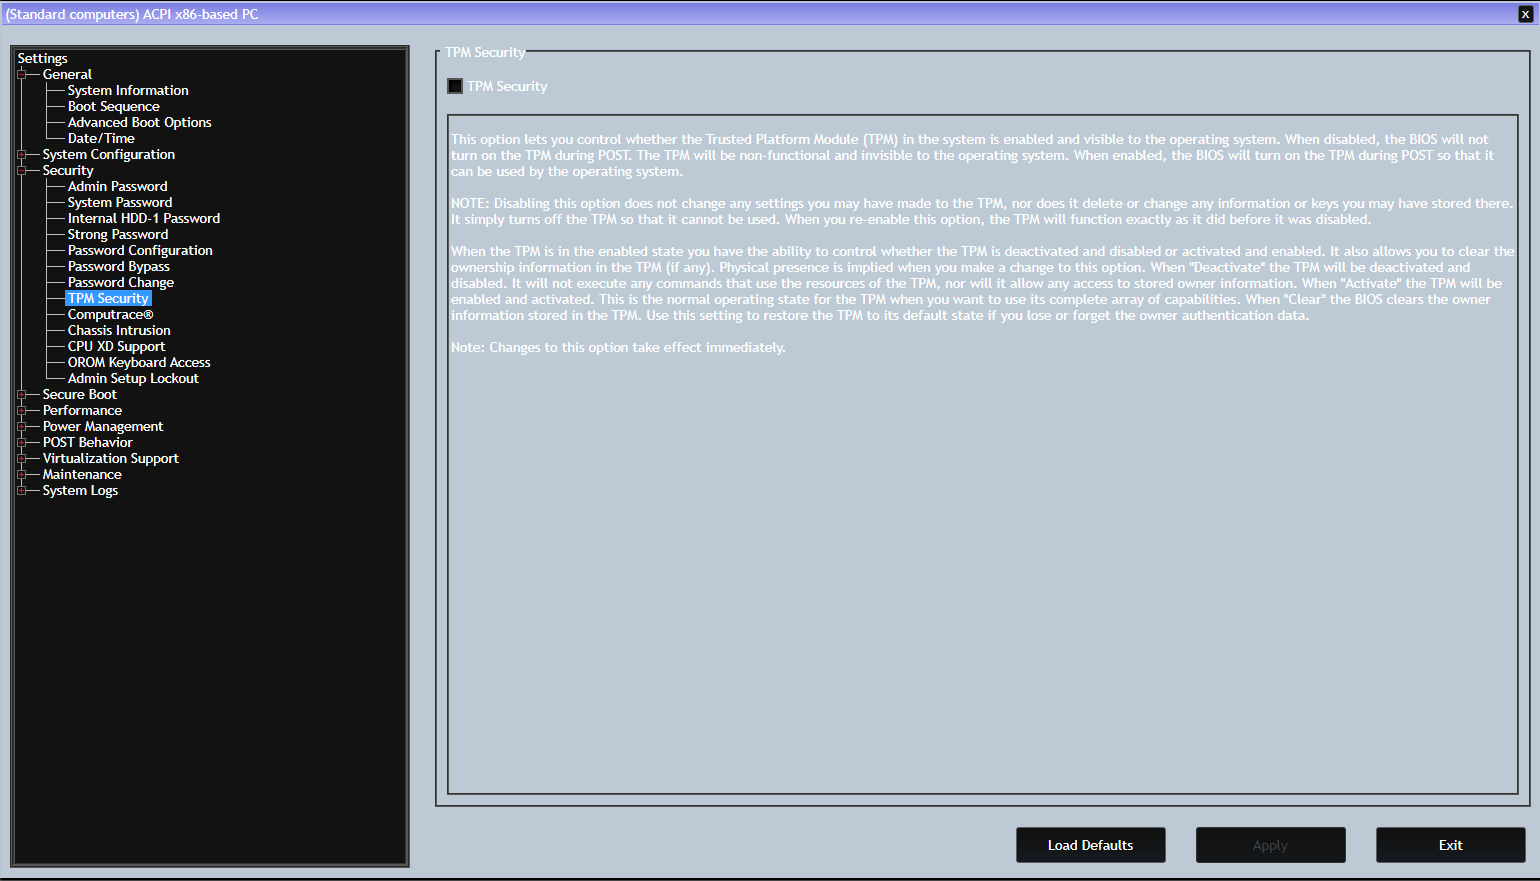 (Standard computers) ACPI x86-based PC
x
Settings
General
System Information
Boot Sequence
Advanced Boot Options
Date/Time
System Configuration
Security
Admin Password
System Password
Internal HDD-1 Password
Strong Password
Password Configuration
Password Bypass
Password Change
TPM Security
Computrace®
Chassis Intrusion
CPU XD Support
OROM Keyboard Access
Admin Setup Lockout
Secure Boot
Performance
Power Management
POST Behavior
Virtualization Support
Maintenance
System Logs
TPM Security
TPM Security
This option lets you control whether the Trusted Platform Module (TPM) in the system is enabled and visible to the operating system. When disabled, the BIOS will not
turn on the TPM during POST. The TPM will be non-functional and invisible to the operating system. When enabled, the BIOS will turn on the TPM during POST so that it
can be used by the operating system.
NOTE: Disabling this option does not change any settings you may have made to the TPM, nor does it delete or change any information or keys you may have stored there.
It simply turns off the TPM so that it cannot be used. When you re-enable this option, the TPM will function exactly as it did before it was disabled.
When the TPM is in the enabled state you have the ability to control whether the TPM is deactivated and disabled or activated and enabled. It also allows you to clear the
ownership information in the TPM (if any). Physical presence is implied when you make a change to this option. When "Deactivate" the TPM will be deactivated and
disabled. It will not execute any commands that use the resources of the TPM, nor will it allow any access to stored owner information. When "Activate" the TPM will be
enabled and activated. This is the normal operating state for the TPM when you want to use its complete array of capabilities. When "Clear" the BIOS clears the owner
information stored in the TPM. Use this setting to restore the TPM to its default state if you lose or forget the owner authentication data.
Note: Changes to this option take effect immediately.
Load Defaults
Apply
Exit